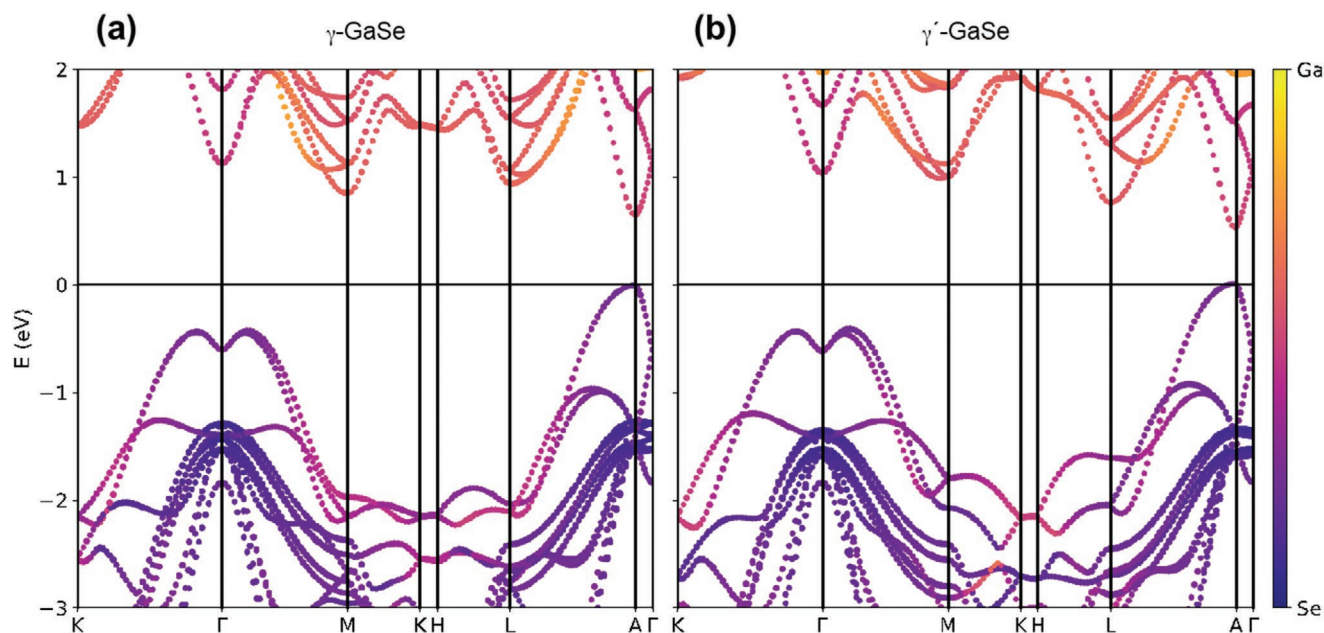 (a) γ-GaSe (b) γ´-GaSe
2
1
0
−1
−2
−3
E (eV)
K Γ M K H L A Γ
K Γ M K H L A Γ
Ga
Se